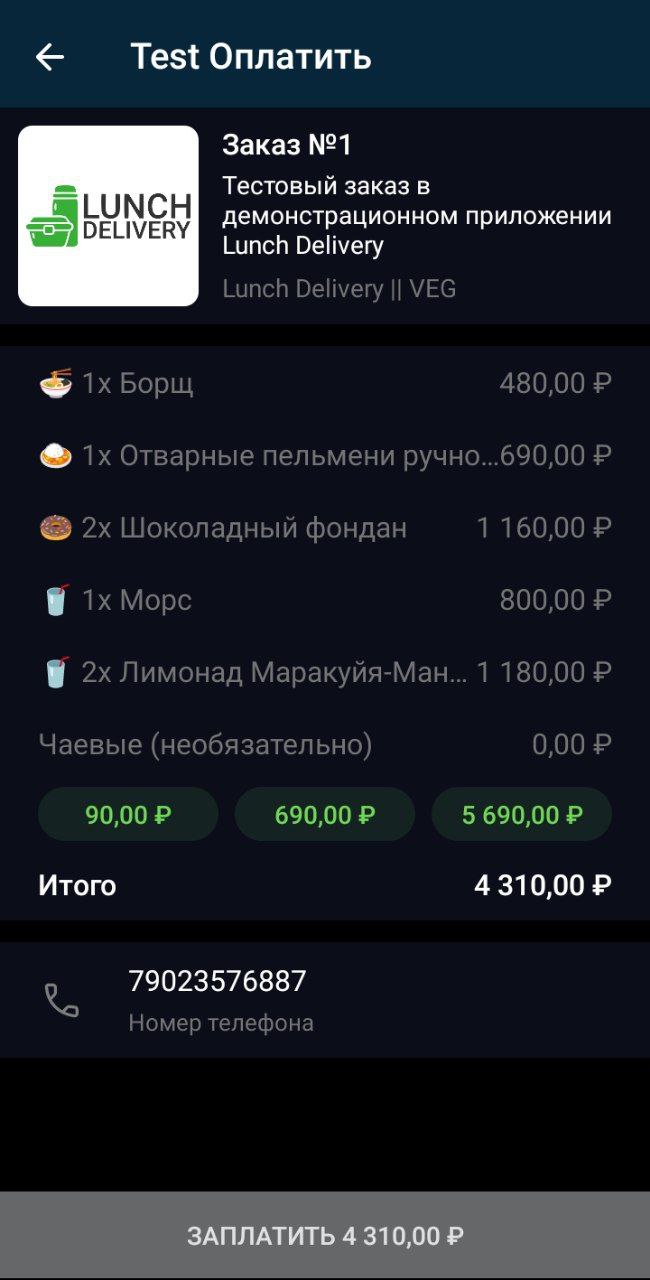 Test Оплатить
LUNCH
DELIVERY
Заказ №1
Тестовый заказ в
демонстрационном приложении
Lunch Delivery
Lunch Delivery || VEG
1x Борщ 480,00 ₽
1x Отварные пельмени ручно...690,00 ₽
2x Шоколадный фондан 1 160,00 ₽
1x Морс 800,00 ₽
2x Лимонад Маракуйя-Ман... 1 180,00 ₽
Чаевые (необязательно) 0,00 ₽
90,00 ₽ 690,00 ₽ 5 690,00 ₽
Итого 4 310,00 ₽
79023576887
Номер телефона
ЗАПЛАТИТЬ 4 310,00 ₽